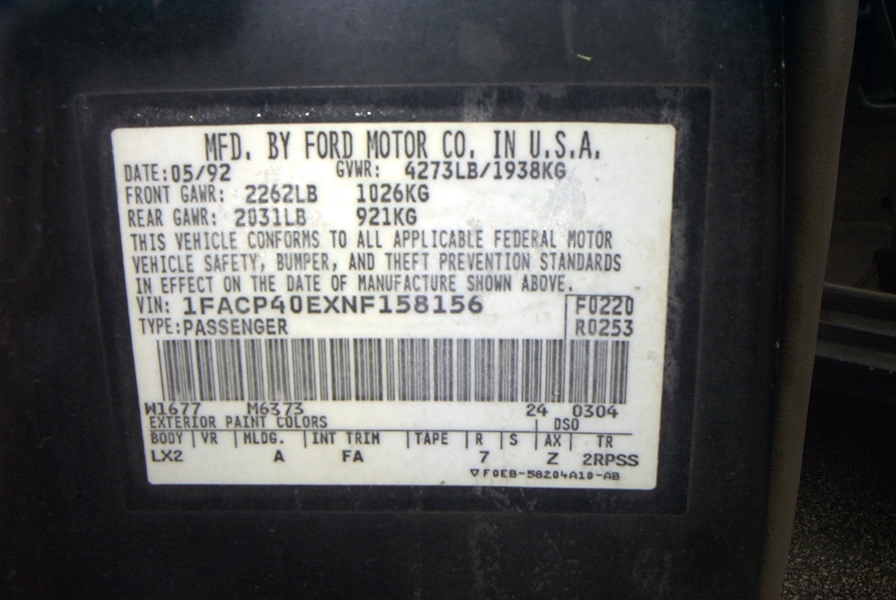 MFD. BY FORD MOTOR CO. IN U.S.A.
DATE:05/92 GVWR: 4273LB/1938KG
FRONT GAWR: 2262LB 1026KG
REAR GAWR: 2031LB 921KG
THIS VEHICLE CONFORMS TO ALL APPLICABLE FEDERAL MOTOR
VEHICLE SAFETY, BUMPER, AND THEFT PREVENTION STANDARDS
IN EFFECT ON THE DATE OF MANUFACTURE SHOWN ABOVE.
VIN: 1FACP40EXNF158156 F0220
TYPE:PASSENGER R0253
W1677 M6373 24 0304
EXTERIOR PAINT COLORS DSO
BODY VR MLDG. INT TRIM TAPE R S AX TR
LX2 A FA 7 Z 2RPSS
▽F0EB-58204A10-AB